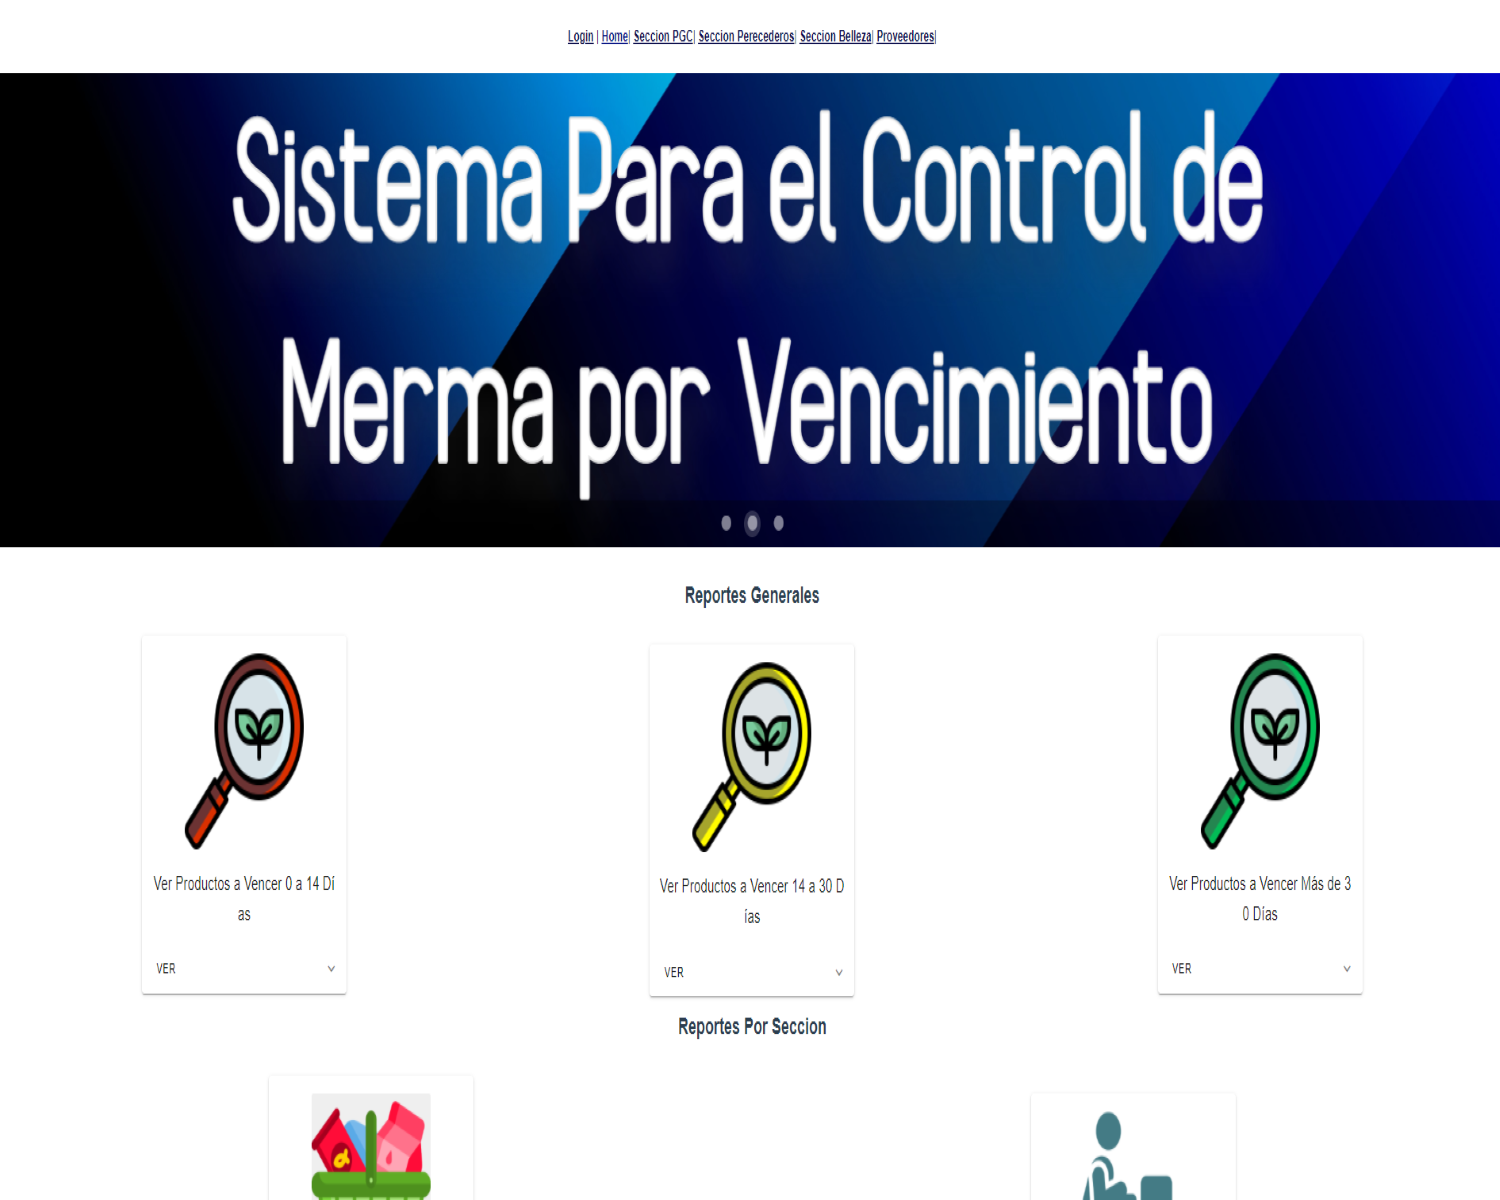 Login | Home| Seccion PGC| Seccion Perecederos| Seccion Belleza| Proveedores|
Sistema Para el Control de
Merma por Vencimiento
Reportes Generales
Ver Productos a Vencer 0 a 14 Dí
as
VER
Ver Productos a Vencer 14 a 30 D
ías
VER
Ver Productos a Vencer Más de 3
0 Días
VER
Reportes Por Seccion